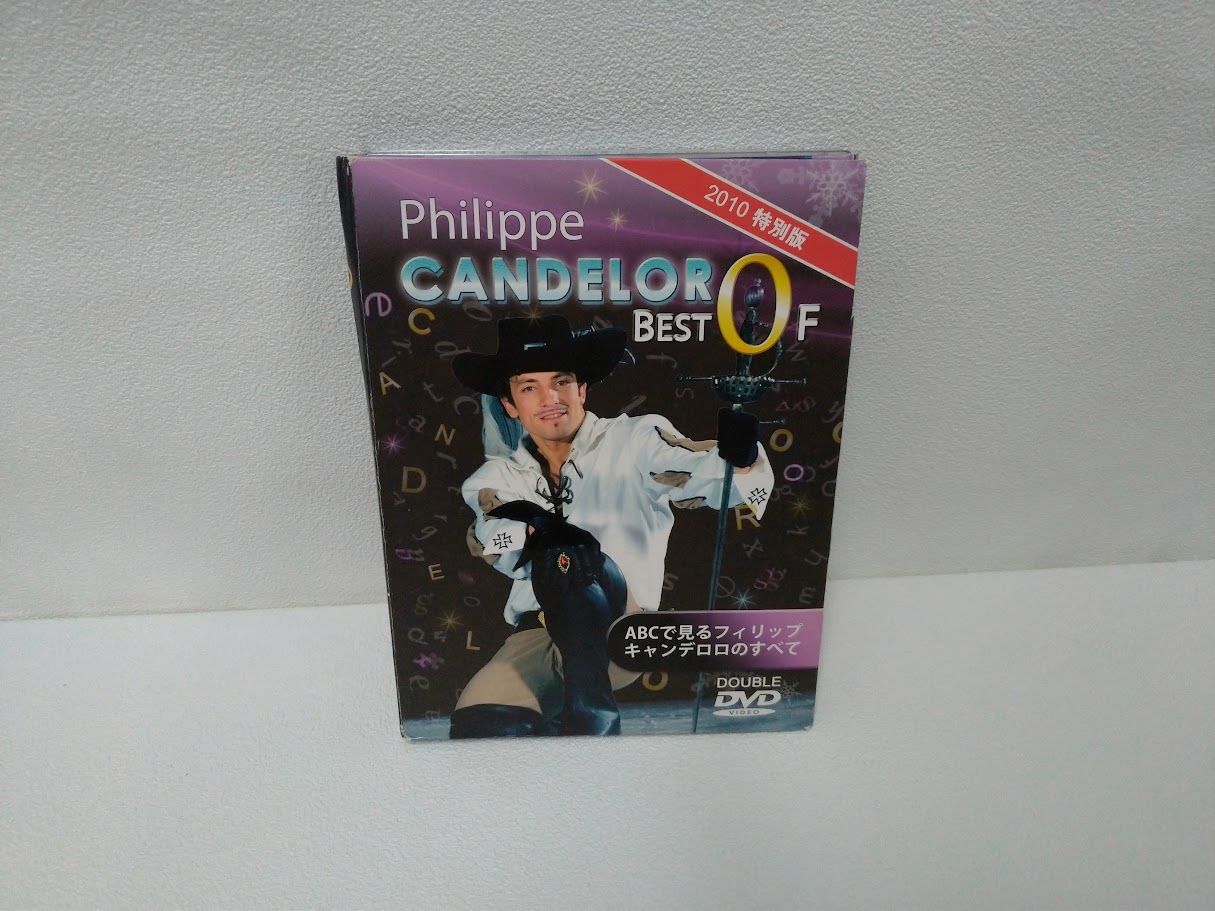 2010 特別版
Philippe
CANDELORO
BEST OF
ABCで見るフィリップ
キャンデロロのすべて
DOUBLE
DVD
VIDEO